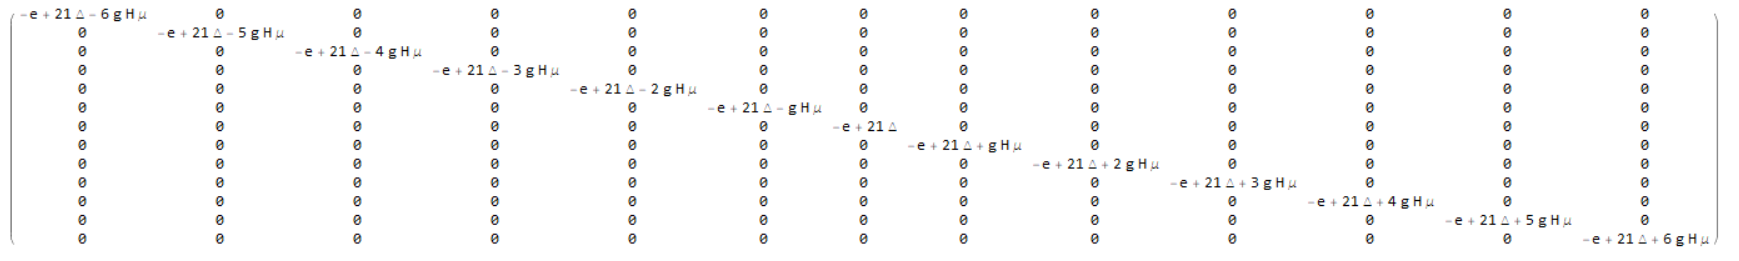 -e + 21 Δ - 6 g H μ 0 0 0 0 0 0 0 0 0 0 0 0
0 -e + 21 Δ - 5 g H μ 0 0 0 0 0 0 0 0 0 0 0
0 0 -e + 21 Δ - 4 g H μ 0 0 0 0 0 0 0 0 0 0
0 0 0 -e + 21 Δ - 3 g H μ 0 0 0 0 0 0 0 0 0
0 0 0 0 -e + 21 Δ - 2 g H μ 0 0 0 0 0 0 0 0
0 0 0 0 0 -e + 21 Δ - g H μ 0 0 0 0 0 0 0
0 0 0 0 0 0 -e + 21 Δ 0 0 0 0 0 0
0 0 0 0 0 0 0 -e + 21 Δ + g H μ 0 0 0 0 0
0 0 0 0 0 0 0 0 -e + 21 Δ + 2 g H μ 0 0 0 0
0 0 0 0 0 0 0 0 0 -e + 21 Δ + 3 g H μ 0 0 0
0 0 0 0 0 0 0 0 0 0 -e + 21 Δ + 4 g H μ 0 0
0 0 0 0 0 0 0 0 0 0 0 -e + 21 Δ + 5 g H μ 0
0 0 0 0 0 0 0 0 0 0 0 0 -e + 21 Δ + 6 g H μ